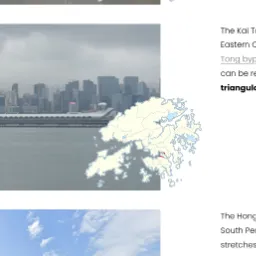 The Kai T
Eastern C
Tong byp
can be re
triangula
The Hong
South Pe
stretches